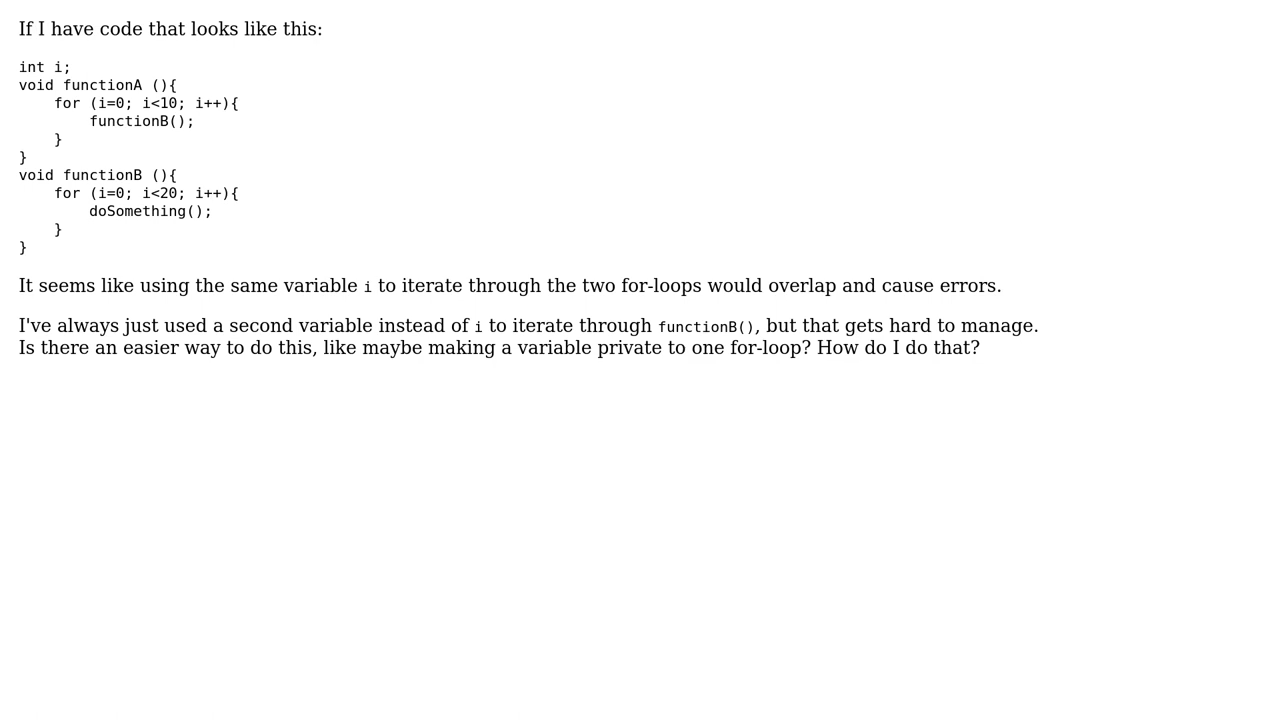 If I have code that looks like this:
int i;
void functionA (){
    for (i=0; i<10; i++){
        functionB();
    }
}
void functionB (){
    for (i=0; i<20; i++){
        doSomething();
    }
}
It seems like using the same variable i to iterate through the two for-loops would overlap and cause errors.
I've always just used a second variable instead of i to iterate through functionB(), but that gets hard to manage.
Is there an easier way to do this, like maybe making a variable private to one for-loop? How do I do that?